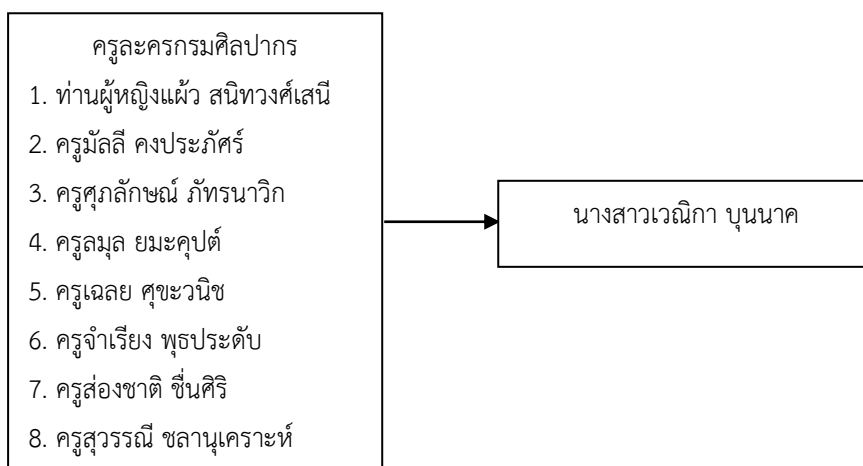 ครูละครกรมศิลปากร
1. ท่านผู้หญิงแผ้ว สนิทวงศ์เสนี
2. ครูมัลลี คงประภัศร์
3. ครูศุภลักษณ์ ภัทรนาวิก
4. ครูลมุล ยมะคุปต์
5. ครูเฉลย ศุขะวนิช
6. ครูจำเรียง พุธประดับ
7. ครูส่องชาติ ชื่นศิริ
8. ครูสุวรรณี ชลานุเคราะห์
นางสาวเวณิกา บุนนาค